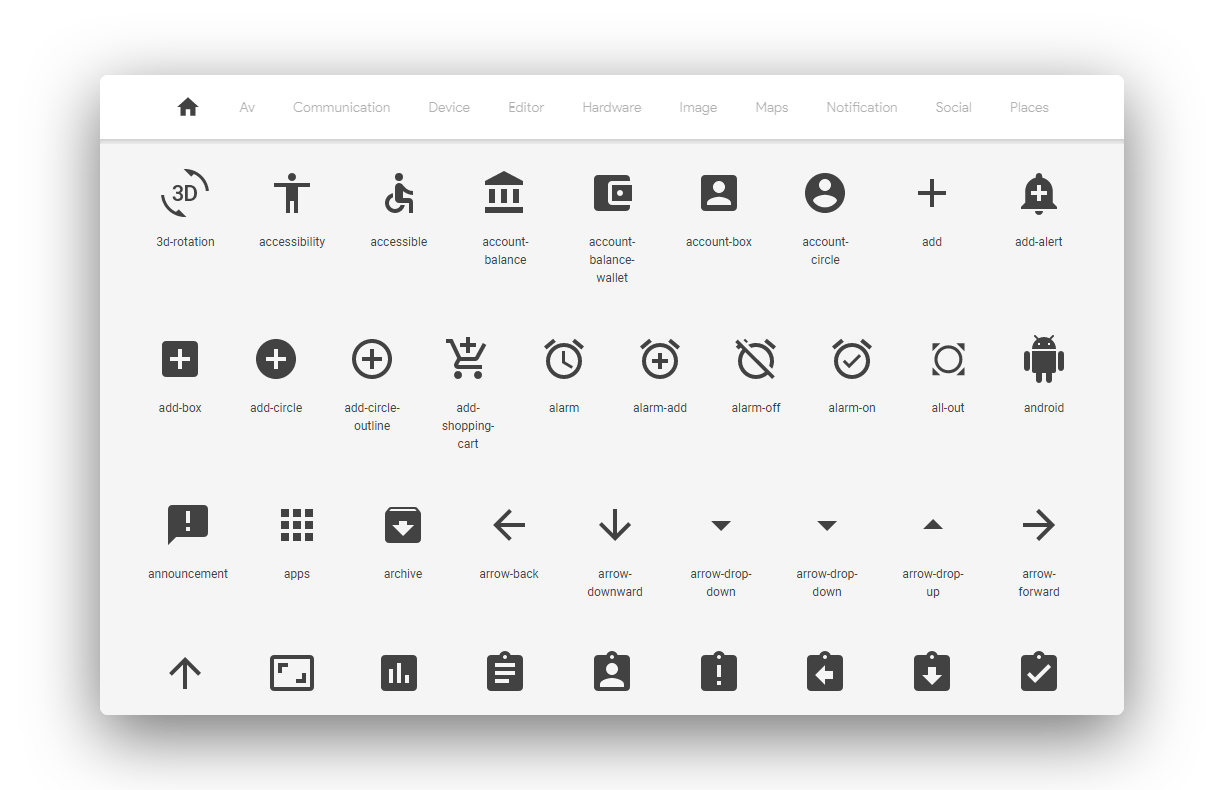 Av Communication Device Editor Hardware Image Maps Notification Social Places
3D
3d-rotation accessibility accessible account- account- account-box account- add add-alert
balance balance- circle
wallet
add-box add-circle add-circle- add- alarm alarm-add alarm-off alarm-on all-out android
outline shopping-
cart
announcement apps archive arrow-back arrow- arrow-drop- arrow-drop- arrow-drop- arrow-
downward down down up forward